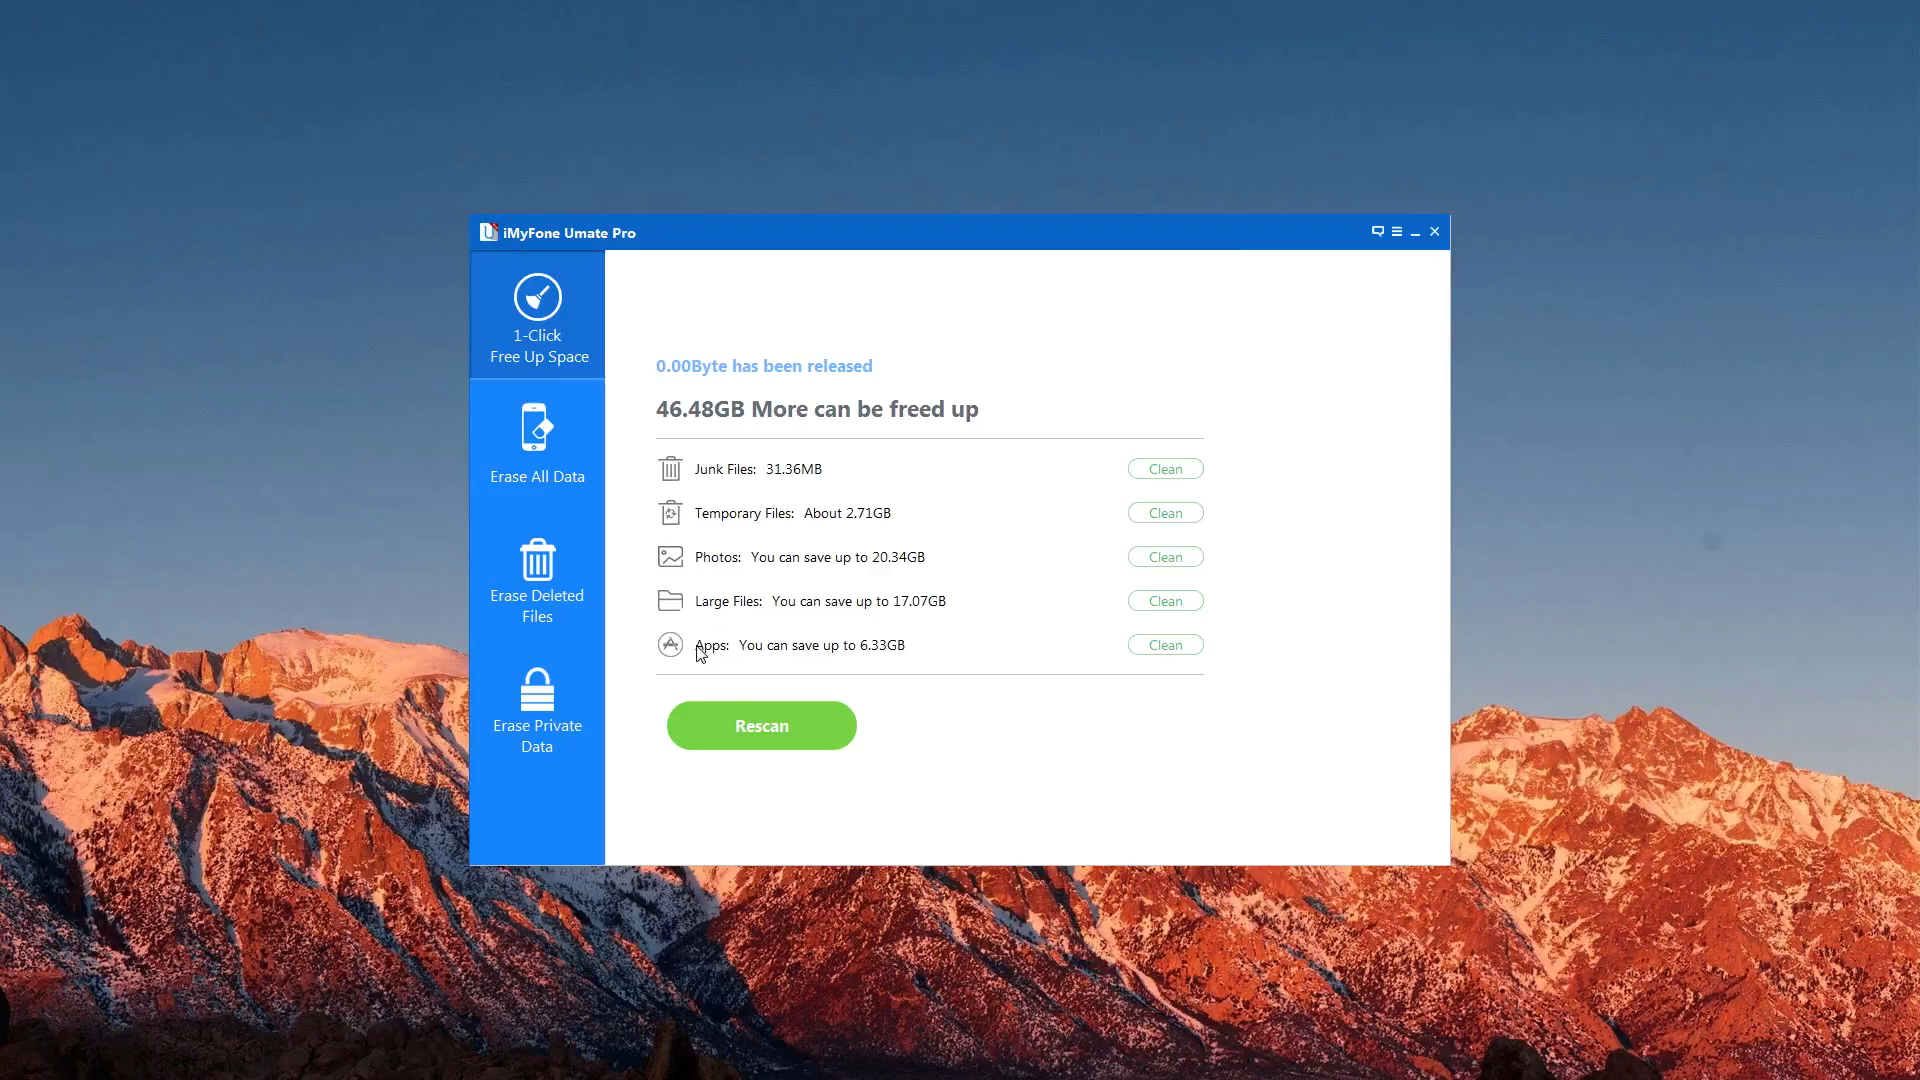 iMyFone Umate Pro
1-Click
Free Up Space
Erase All Data
Erase Deleted
Files
Erase Private
Data
0.00Byte has been released
46.48GB More can be freed up
Junk Files: 31.36MB Clean
Temporary Files: About 2.71GB Clean
Photos: You can save up to 20.34GB Clean
Large Files: You can save up to 17.07GB Clean
Apps: You can save up to 6.33GB Clean
Rescan